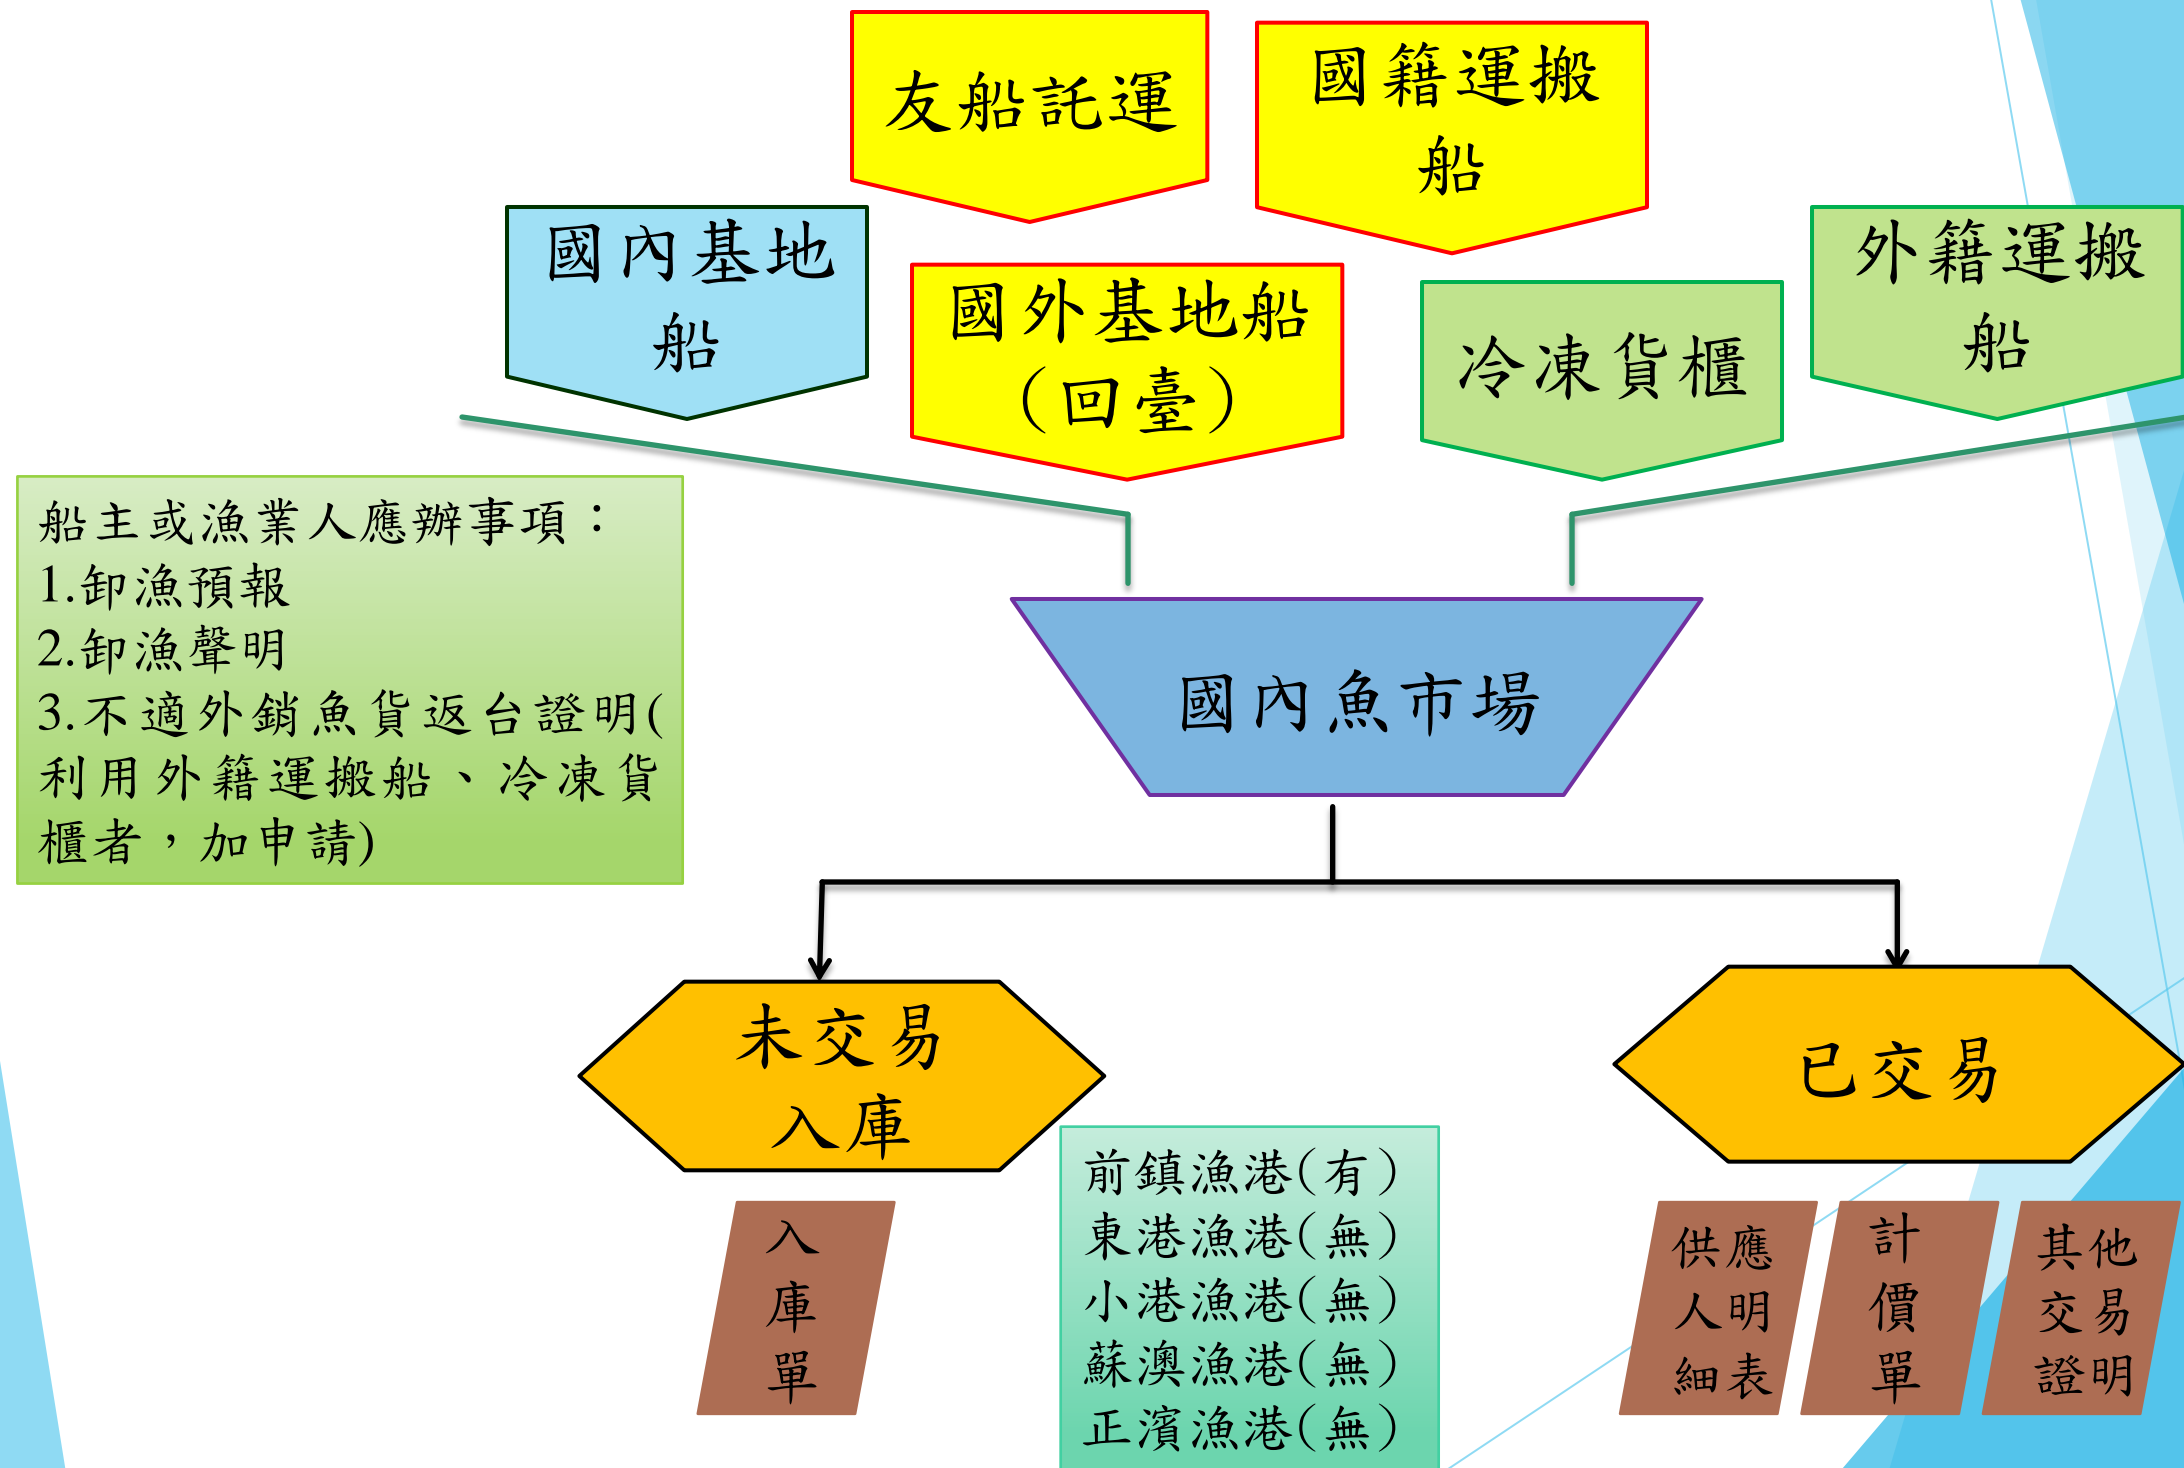 友船託運
國籍運搬
船
國內基地
船
國外基地船
(回臺)
冷凍貨櫃
外籍運搬
船
船主或漁業人應辦事項：
1.卸漁預報
2.卸漁聲明
3.不適外銷魚貨返台證明(
利用外籍運搬船、冷凍貨
櫃者，加申請)
國內魚市場
未交易
入庫
已交易
前鎮漁港(有)
東港漁港(無)
小港漁港(無)
蘇澳漁港(無)
正濱漁港(無)
入
庫
單
供應
人明
細表
計
價
單
其他
交易
證明